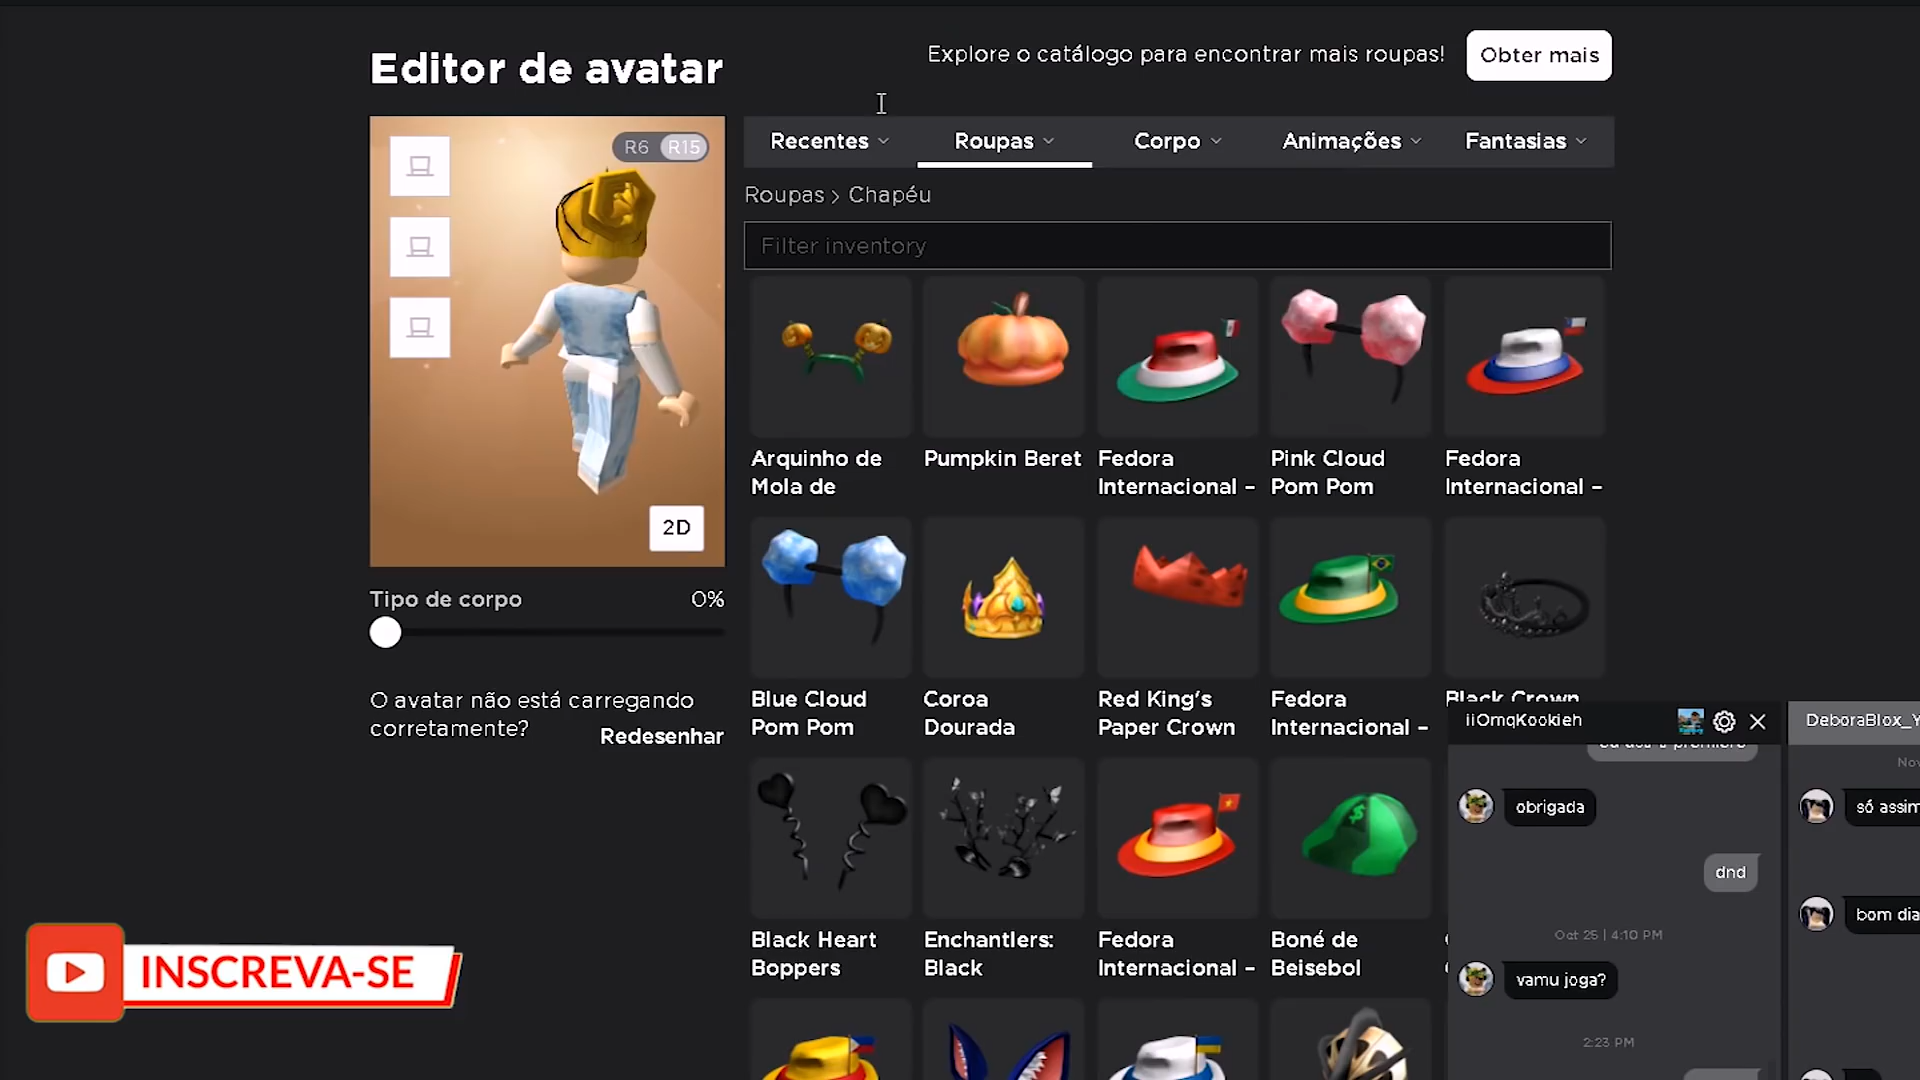 Editor de avatar
Explore o catálogo para encontrar mais roupas!
Obter mais
R6 R15
Recentes
Roupas
Corpo
Animações
Fantasias
Roupas > Chapéu
Filter inventory
2D
Tipo de corpo
0%
O avatar não está carregando
corretamente?
Redesenhar
Arquinho de
Mola de
Pumpkin Beret
Fedora
Internacional –
Pink Cloud
Pom Pom
Fedora
Internacional –
Blue Cloud
Pom Pom
Coroa
Dourada
Red King's
Paper Crown
Fedora
Internacional –
Black Crown
Black Heart
Boppers
Enchantlers:
Black
Fedora
Internacional –
Boné de
Beisebol
iiOmqKookieh
obrigada
dnd
Oct 25 | 4:10 PM
vamu joga?
2:23 PM
DeboraBlox_Y
Nov
só assim
bom dia
INSCREVA-SE